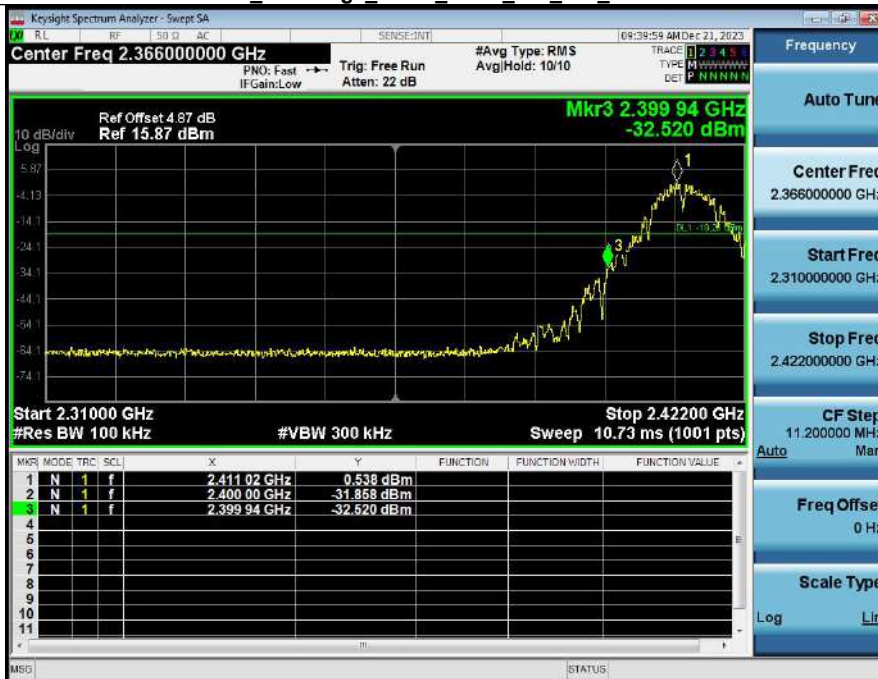 Keysight Spectrum Analyzer - Swept SA
RL RF 50 Ω AC SENSE:INT 09:39:59 AM Dec 21, 2023
Center Freq 2.366000000 GHz #Avg Type: RMS TRACE 1 2 3 4 5 6
PNO: Fast Trig: Free Run Avg|Hold: 10/10 TYPE M WWWWW
IFGain:Low Atten: 22 dB DET P N N N N N
Mkr3 2.399 94 GHz
Ref Offset 4.87 dB
10 dB/div Ref 15.87 dBm -32.520 dBm
Log
5.87
1
-4.13
-14.1
-24.1
3
-34.1
-44.1
-54.1
-64.1
-74.1
Start 2.31000 GHz Stop 2.42200 GHz
#Res BW 100 kHz #VBW 300 kHz Sweep 10.73 ms (1001 pts)
MKR MODE TRC SCL X Y FUNCTION FUNCTION WIDTH FUNCTION VALUE
1 N 1 f 2.411 02 GHz 0.538 dBm
2 N 1 f 2.400 00 GHz -31.858 dBm
3 N 1 f 2.399 94 GHz -32.520 dBm
4
5
6
7
8
9
10
11
MSG STATUS
Frequency
Auto Tune
Center Freq
2.366000000 GHz
Start Freq
2.310000000 GHz
Stop Freq
2.422000000 GHz
CF Step
11.200000 MHz
Auto Man
Freq Offset
0 Hz
Scale Type
Log Lin